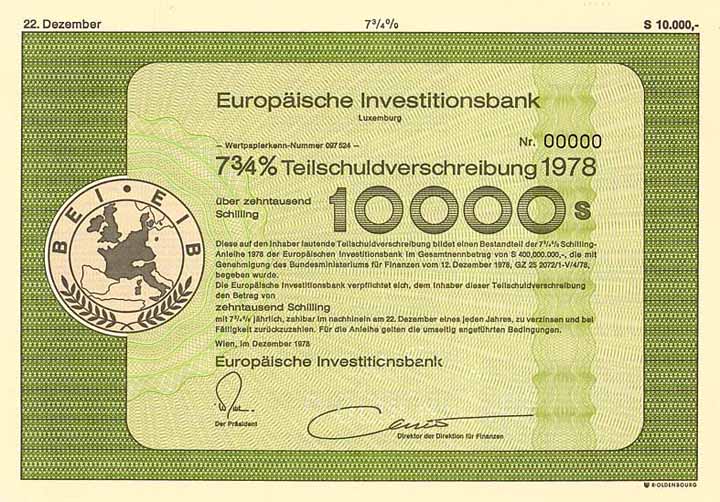 22. Dezember 7¾% S 10.000,-
Europäische Investitionsbank
Luxemburg
Nr. 00000
— Wertpapierkenn-Nummer 097524 —
7¾% Teilschuldverschreibung 1978
über zehntausend
Schilling
10000 S
BEI • EIB
Diese auf den Inhaber lautende Teilschuldverschreibung bildet einen Bestandteil der 7¾% Schilling-
Anleihe 1978 der Europäischen Investitionsbank im Gesamtnennbetrag von S 400,000.000,-, die mit
Genehmigung des Bundesministeriums für Finanzen vom 12. Dezember 1978, GZ 25 2072/1-V/4/78,
begeben wurde.
Die Europäische Investitionsbank verpflichtet sich, dem Inhaber dieser Teilschuldverschreibung
den Betrag von
zehntausend Schilling
mit 7¾% jährlich, zahlbar im nachhinein am 22. Dezember eines jeden Jahres, zu verzinsen und bei
Fälligkeit zurückzuzahlen. Für die Anleihe gelten die umseitig angeführten Bedingungen.
Wien, im Dezember 1978
Europäische Investitionsbank
Der Präsident
Direktor der Direktion für Finanzen
R·OLDENBOURG